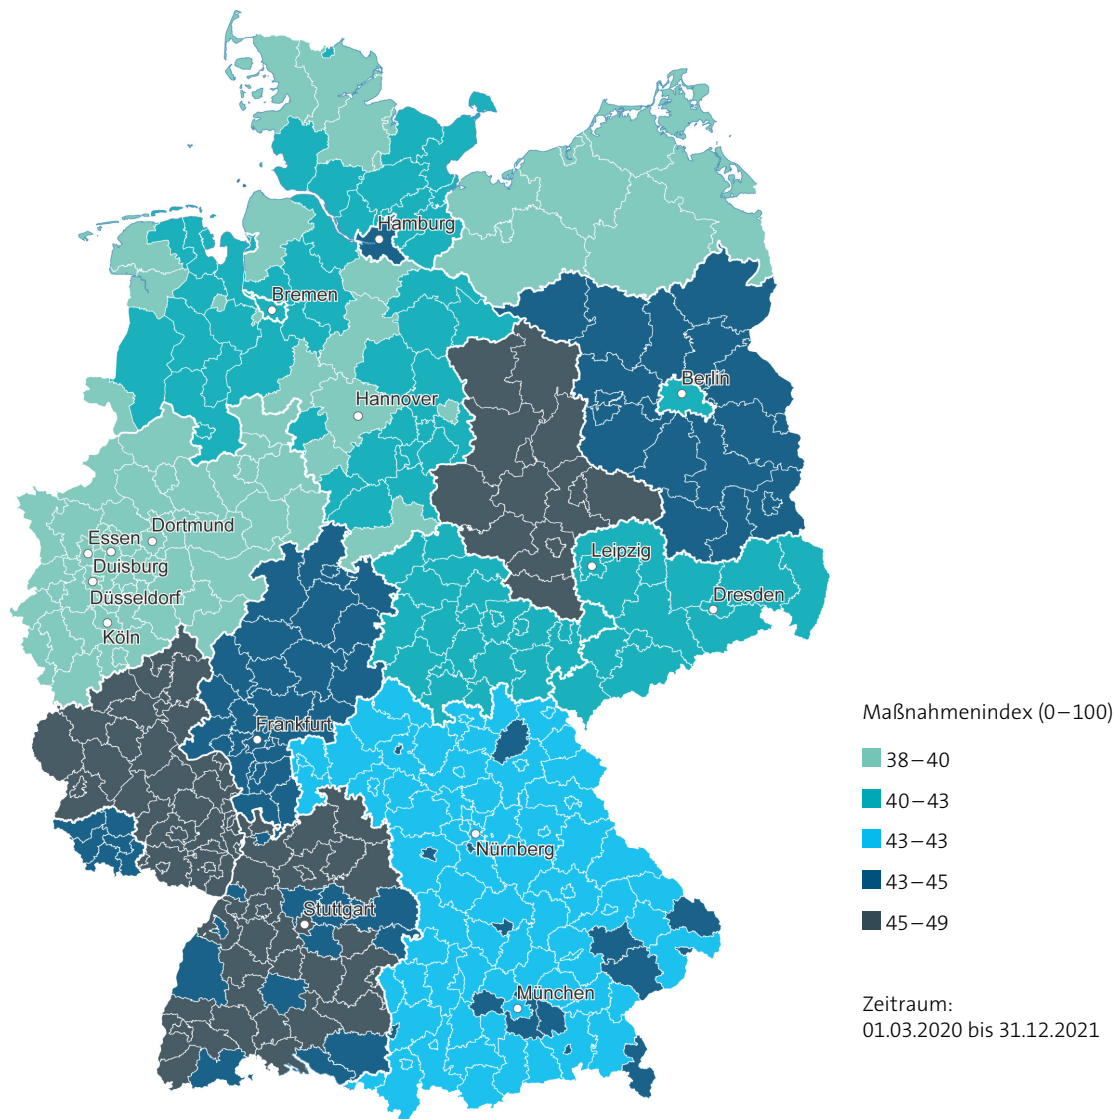 Hamburg
Bremen
Berlin
Hannover
Dortmund
Essen
Duisburg
Düsseldorf
Köln
Leipzig
Dresden
Frankfurt
Nürnberg
Stuttgart
München
Maßnahmenindex (0–100)
38–40
40–43
43–43
43–45
45–49
Zeitraum:
01.03.2020 bis 31.12.2021